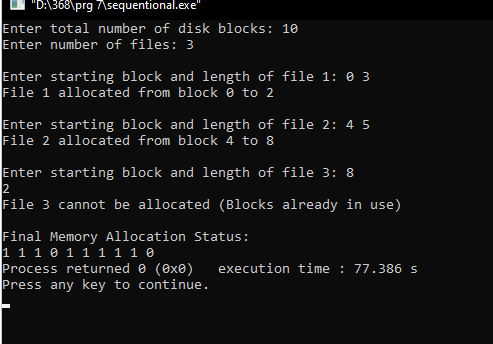 "D:\368\prg 7\sequentional.exe"
Enter total number of disk blocks: 10
Enter number of files: 3
Enter starting block and length of file 1: 0 3
File 1 allocated from block 0 to 2
Enter starting block and length of file 2: 4 5
File 2 allocated from block 4 to 8
Enter starting block and length of file 3: 8
2
File 3 cannot be allocated (Blocks already in use)
Final Memory Allocation Status:
1 1 1 0 1 1 1 1 1 0
Process returned 0 (0x0)   execution time : 77.386 s
Press any key to continue.